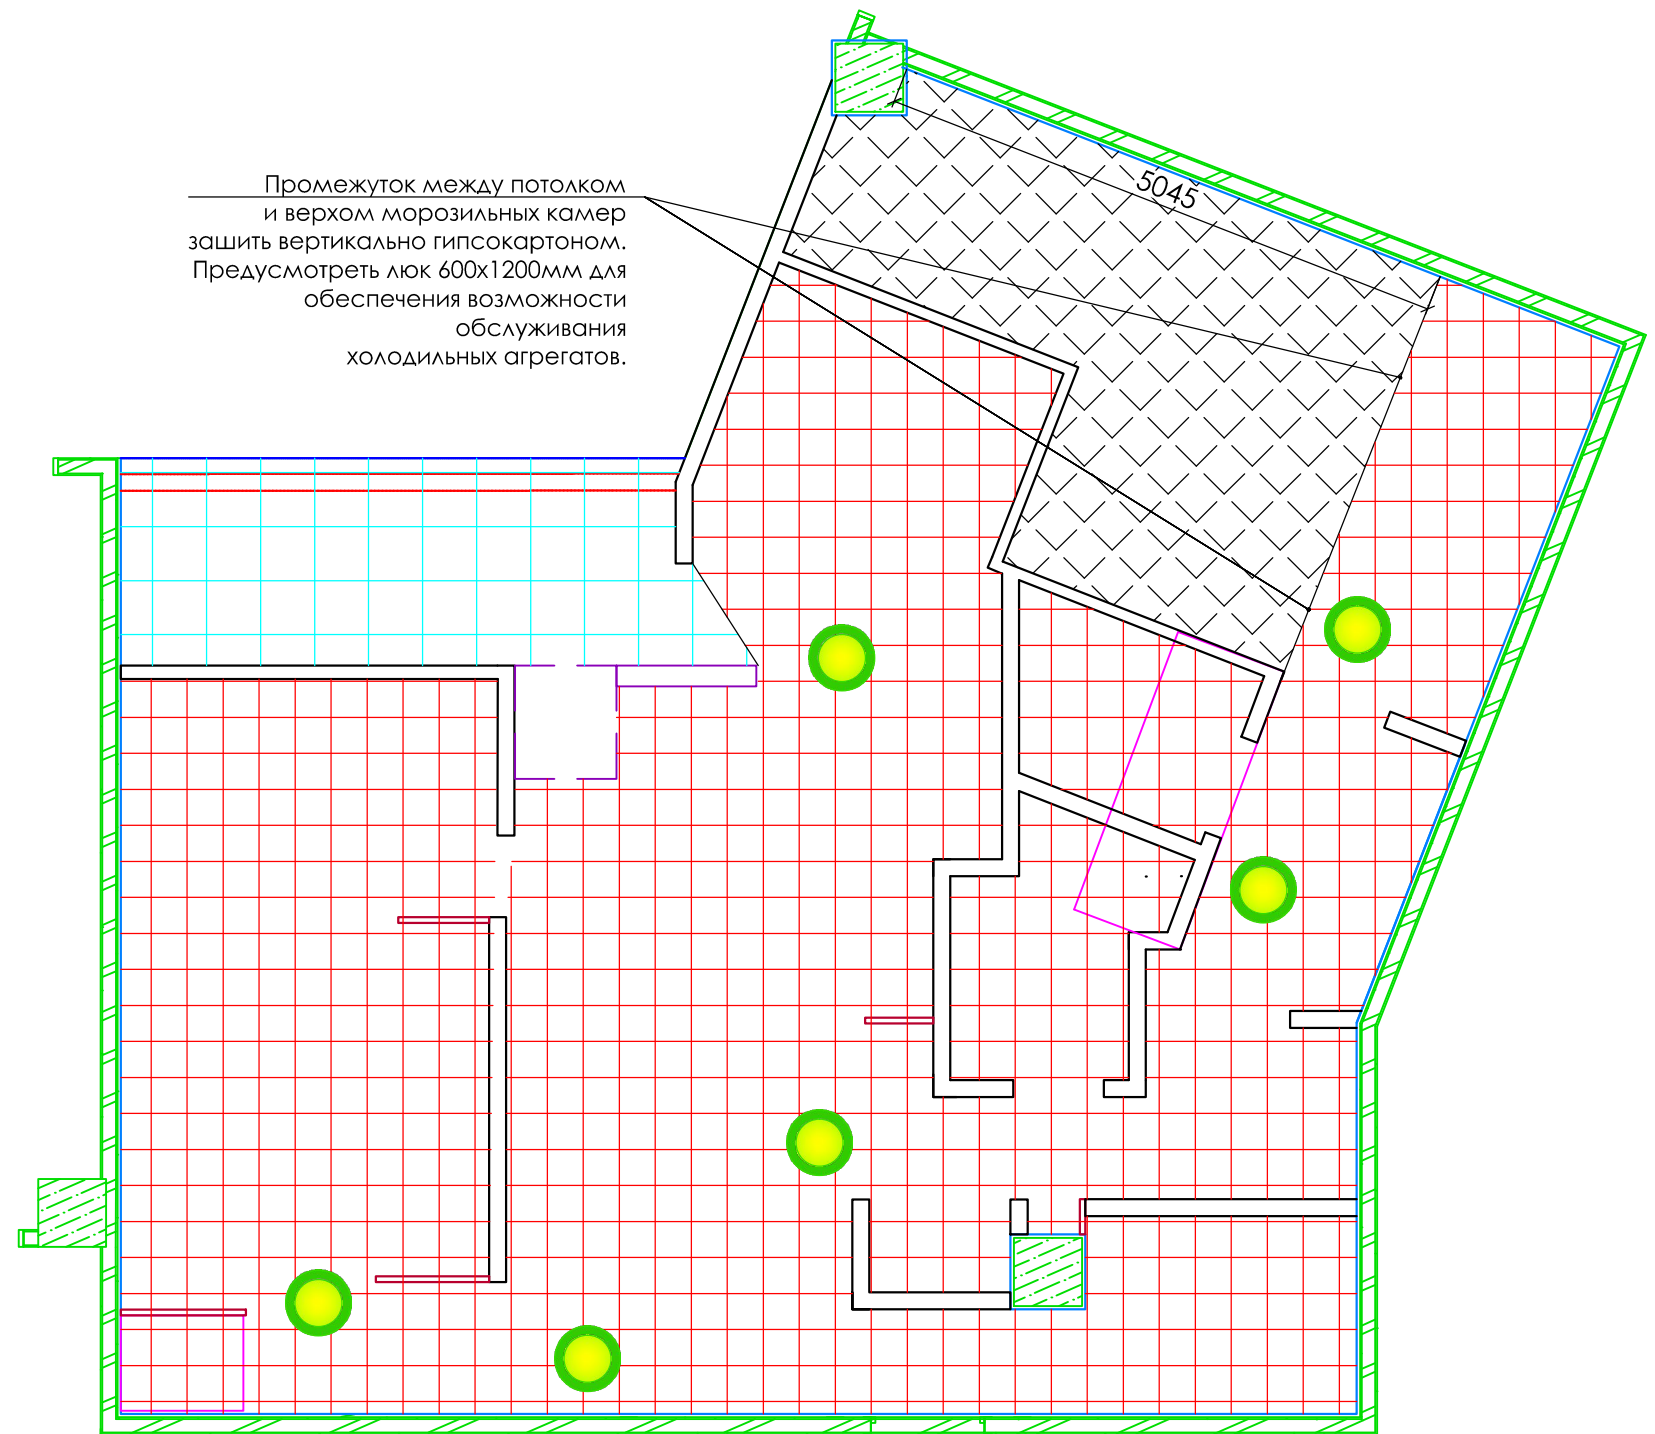 Промежуток между потолком
и верхом морозильных камер
зашить вертикально гипсокартоном.
Предусмотреть люк 600х1200мм для
обеспечения возможности
обслуживания
холодильных агрегатов.
5045